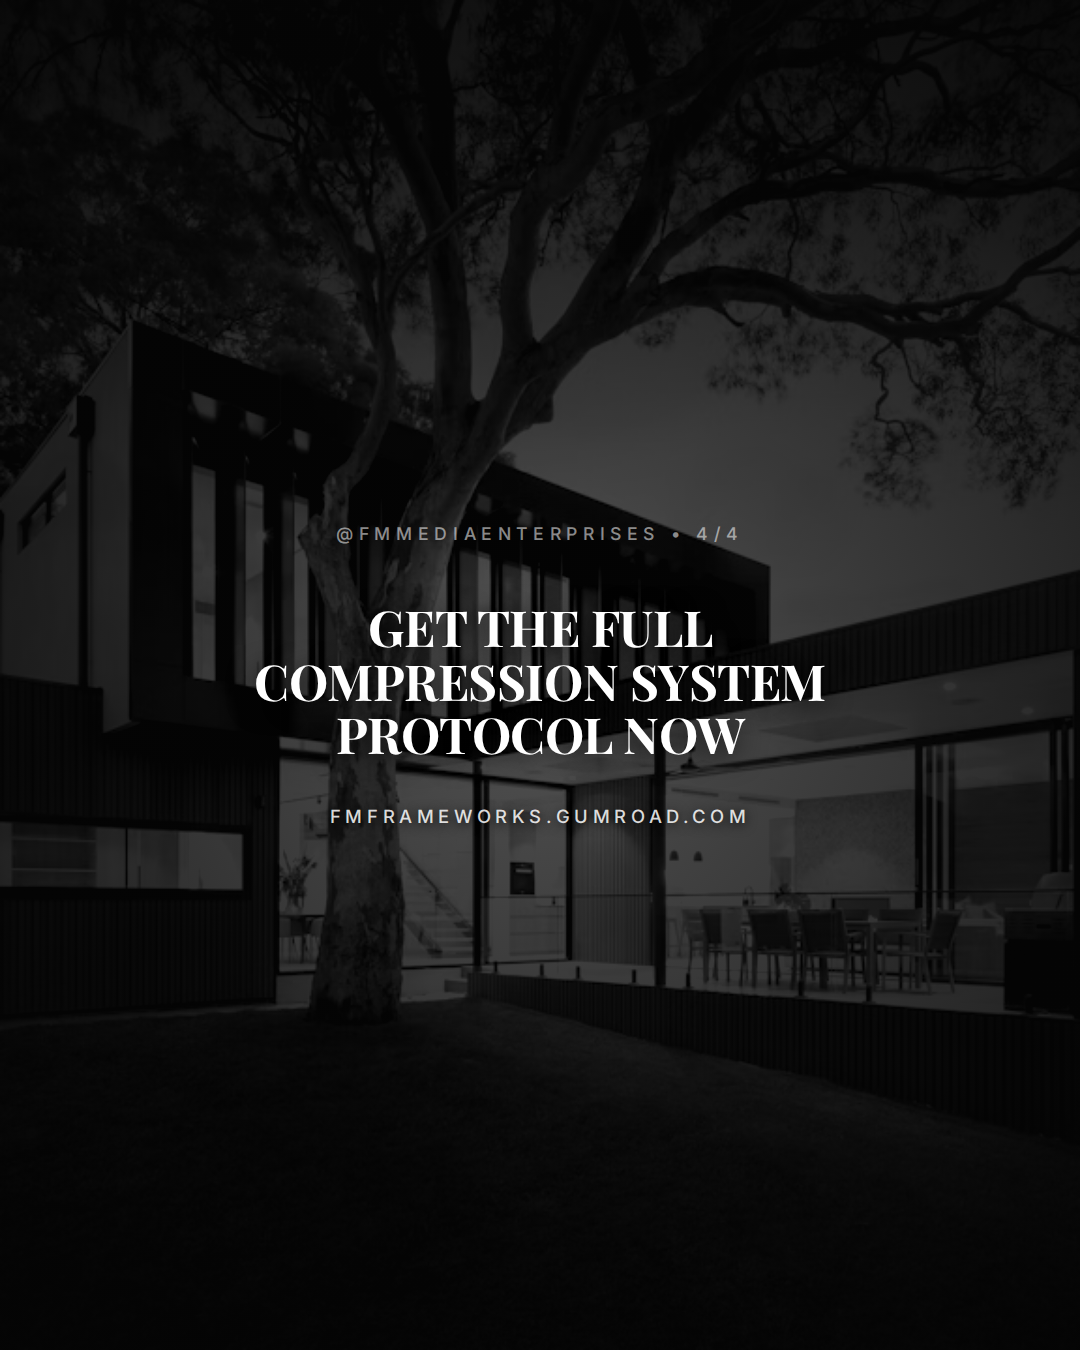 @FMMEDIAENTERPRISES • 4/4
GET THE FULL
COMPRESSION SYSTEM
PROTOCOL NOW
FMFRAMEWORKS.GUMROAD.COM